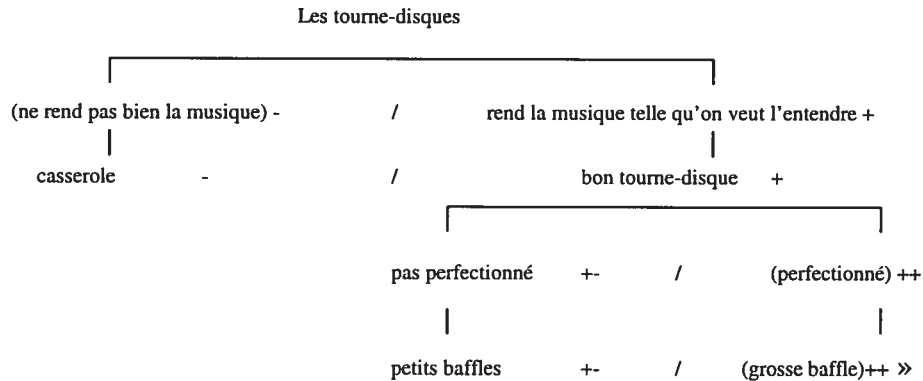 Les tourne-disques
(ne rend pas bien la musique) - / rend la musique telle qu'on veut l'entendre +
casserole - / bon tourne-disque +
pas perfectionné +- / (perfectionné) ++
petits baffles +- / (grosse baffle)++ »